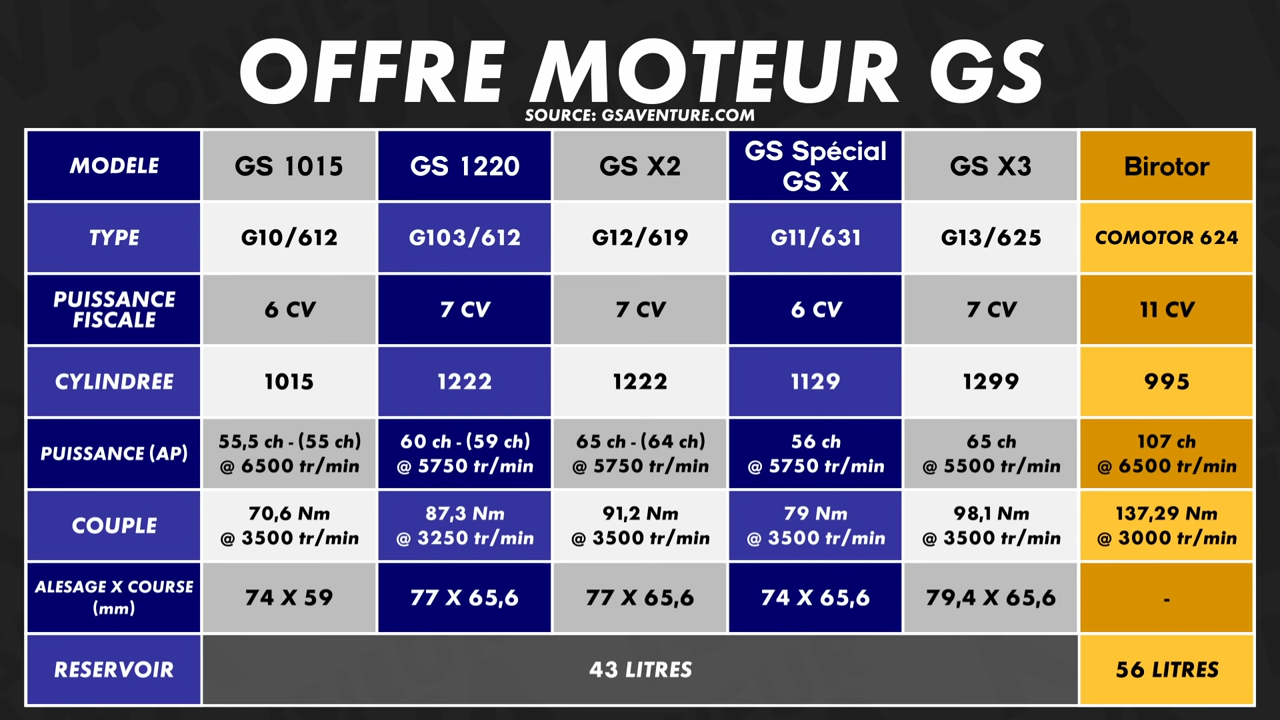 OFFRE MOTEUR GS
SOURCE: GSAVENTURE.COM
MODÈLE
GS 1015
GS 1220
GS X2
GS Spécial
GS X
GS X3
Birotor
TYPE
G10/612
G103/612
G12/619
G11/631
G13/625
COMOTOR 624
PUISSANCE
FISCALE
6 CV
7 CV
7 CV
6 CV
7 CV
11 CV
CYLINDRÉE
1015
1222
1222
1129
1299
995
PUISSANCE (AP)
55,5 ch - (55 ch)
@ 6500 tr/min
60 ch - (59 ch)
@ 5750 tr/min
65 ch - (64 ch)
@ 5750 tr/min
56 ch
@ 5750 tr/min
65 ch
@ 5500 tr/min
107 ch
@ 6500 tr/min
COUPLE
70,6 Nm
@ 3500 tr/min
87,3 Nm
@ 3250 tr/min
91,2 Nm
@ 3500 tr/min
79 Nm
@ 3500 tr/min
98,1 Nm
@ 3500 tr/min
137,29 Nm
@ 3000 tr/min
ALESAGE X COURSE
(mm)
74 X 59
77 X 65,6
77 X 65,6
74 X 65,6
79,4 X 65,6
-
RESERVOIR
43 LITRES
56 LITRES